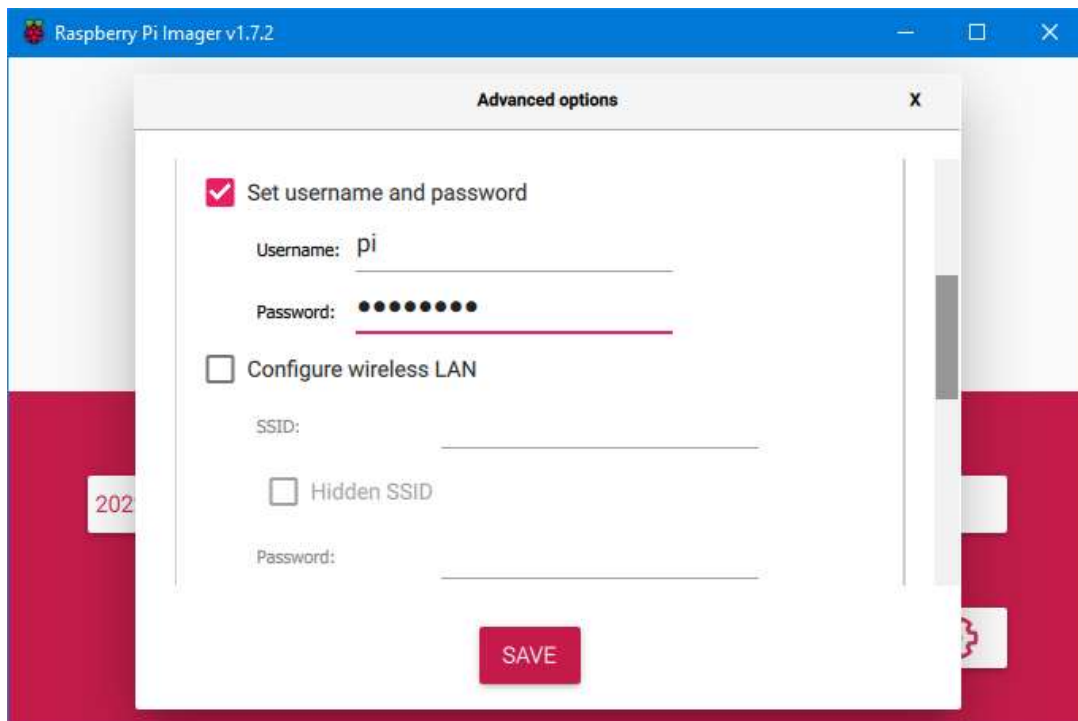 Raspberry Pi Imager v1.7.2
Advanced options X
Set username and password
Username: pi
Password: ••••••••
Configure wireless LAN
SSID:
Hidden SSID
202
Password:
SAVE